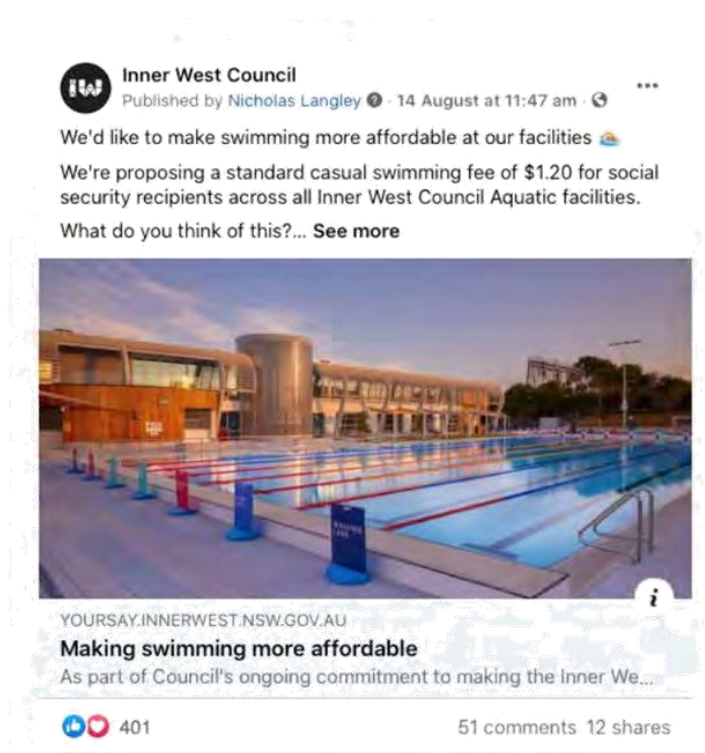 IW
Inner West Council
Published by Nicholas Langley · 14 August at 11:47 am ·
We'd like to make swimming more affordable at our facilities
We're proposing a standard casual swimming fee of $1.20 for social
security recipients across all Inner West Council Aquatic facilities.
What do you think of this?... See more
i
YOURSAY.INNERWEST.NSW.GOV.AU
Making swimming more affordable
As part of Council's ongoing commitment to making the Inner We...
401
51 comments 12 shares